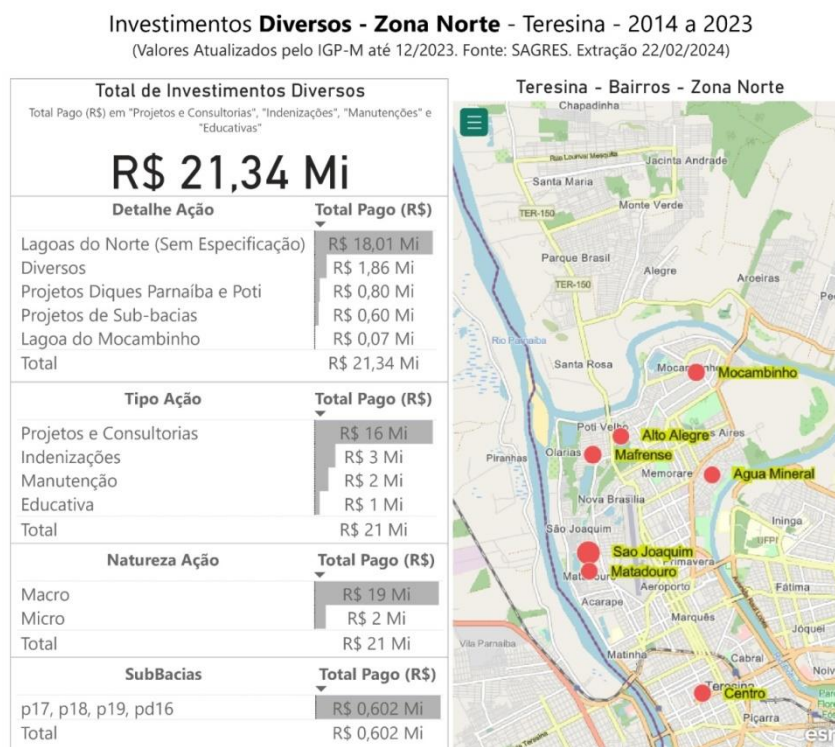 Investimentos Diversos - Zona Norte - Teresina - 2014 a 2023
(Valores Atualizados pelo IGP-M até 12/2023. Fonte: SAGRES. Extração 22/02/2024)
Total de Investimentos Diversos
Total Pago (R$) em "Projetos e Consultorias", "Indenizações", "Manutenções" e
"Educativas"
R$ 21,34 Mi
Detalhe Ação Total Pago (R$)
Lagoas do Norte (Sem Especificação) R$ 18,01 Mi
Diversos R$ 1,86 Mi
Projetos Diques Parnaíba e Poti R$ 0,80 Mi
Projetos de Sub-bacias R$ 0,60 Mi
Lagoa do Mocambinho R$ 0,07 Mi
Total R$ 21,34 Mi
Tipo Ação Total Pago (R$)
Projetos e Consultorias R$ 16 Mi
Indenizações R$ 3 Mi
Manutenção R$ 2 Mi
Educativa R$ 1 Mi
Total R$ 21 Mi
Natureza Ação Total Pago (R$)
Macro R$ 19 Mi
Micro R$ 2 Mi
Total R$ 21 Mi
SubBacias Total Pago (R$)
p17, p18, p19, pd16 R$ 0,602 Mi
Total R$ 0,602 Mi
Teresina - Bairros - Zona Norte
Chapadinha
Rua Lourival Mesquita
Jacinta Andrade
Santa Maria
TER-150
Monte Verde
Parque Brasil
Alegre
Aroeiras
TER-150
Rio Parnaíba
Santa Rosa
Mocambinho
Poti Velho
Alto Alegre
Aires
Olarias
Mafrense
Piranhas
Memorare
Agua Mineral
Nova Brasília
Ininga
São Joaquim
UFPI
Sao Joaquim
Primavera
Matadouro
Aeroporto
Fátima
Acarape
Marquês
Jóquei
Vila Parnaíba
Matinha
Cabral
Teresina
Centro
Piçarra
esri